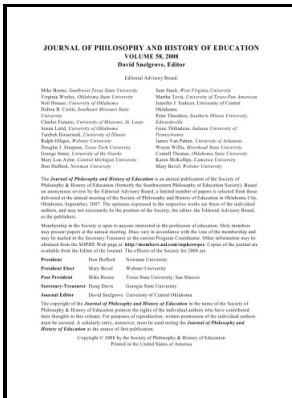 JOURNAL OF PHILOSOPHY AND HISTORY OF EDUCATION
VOLUME 58, 2008
David Snelgrove, Editor
Editorial Advisory Board:
Mike Boone, Southwest Texas State University
Virginia Worley, Oklahoma State University
Neil Houser, University of Oklahoma
Dalton B. Curtis, Southeast Missouri State
University
Charles Fazzaro, University of Missouri, St. Louis
Susan Laird, University of Oklahoma
Yasbeh Hosseinali, University of Illinois
Ralph Olliges, Webster University
Douglas J. Simpson, Texas Tech University
George Stone, University of the Ozarks
Mary Lou Aylor, Central Michigan University
Don Hufford, Newman University
Sam Stack, West Virginia University
Martha Tevis, University of Texas-Pan American
Jennifer J. Endicot, University of Central
Oklahoma
Peter Theodore, Southern Illinois University,
Edwardsville
Gene Thibadeau, Indiana University of
Pennsylvania
James Van Patten, University of Arkansas
Wayne Willis, Morehead State University
Cornell Thomas, Oklahoma State University
Karen McKellips, Cameron University
Mary Bevel, Webster University
The Journal of Philosophy and History of Education is an annual publication of the Society of
Philosophy & History of Education (formerly the Southwestern Philosophy of Education Society). Based
on anonymous review by the Editorial Advisory Board, a limited number of papers is selected from those
delivered at the annual meeting of the Society of Philosophy and History of Education in Oklahoma City,
Oklahoma, September, 2007. The opinions expressed in the respective works are those of the individual
authors, and may not necessarily be the position of the Society, the editor, the Editorial Advisory Board,
or the publishers.
Membership in the Society is open to anyone interested in the profession of education. Only members
may present papers at the annual meeting. Dues vary in accordance with the vote of the membership and
may be mailed to the Secretary-Treasurer or the current Program Coordinator. Other information may be
obtained from the SOPHE Web page at
Copies of the journal are
available from the Editor of the Journal. The officers of the Society for 2008 are
President Don Hufford Newman University
President Elect Mary Bevel Webster University
Past President Mike Boone Texas State University, San Marcos
Secretary-Treasurer Doug Davis Georgia State University
Journal Editor David Snelgrove University of Central Oklahoma
The copyright of the Journal of Philosophy and History of Education in the name of the Society of
Philosophy & History of Education protects the rights of the individual authors who have contributed
their thoughts in this volume. For purposes of reproduction, written permission of the individual authors
must be secured. A scholarly entry, moreover, must be used noting the Journal of Philosophy and
History of Education as the source of first publication.
Copyright © 2008 by the Society of Philosophy & History of Education
Printed in the United States of America